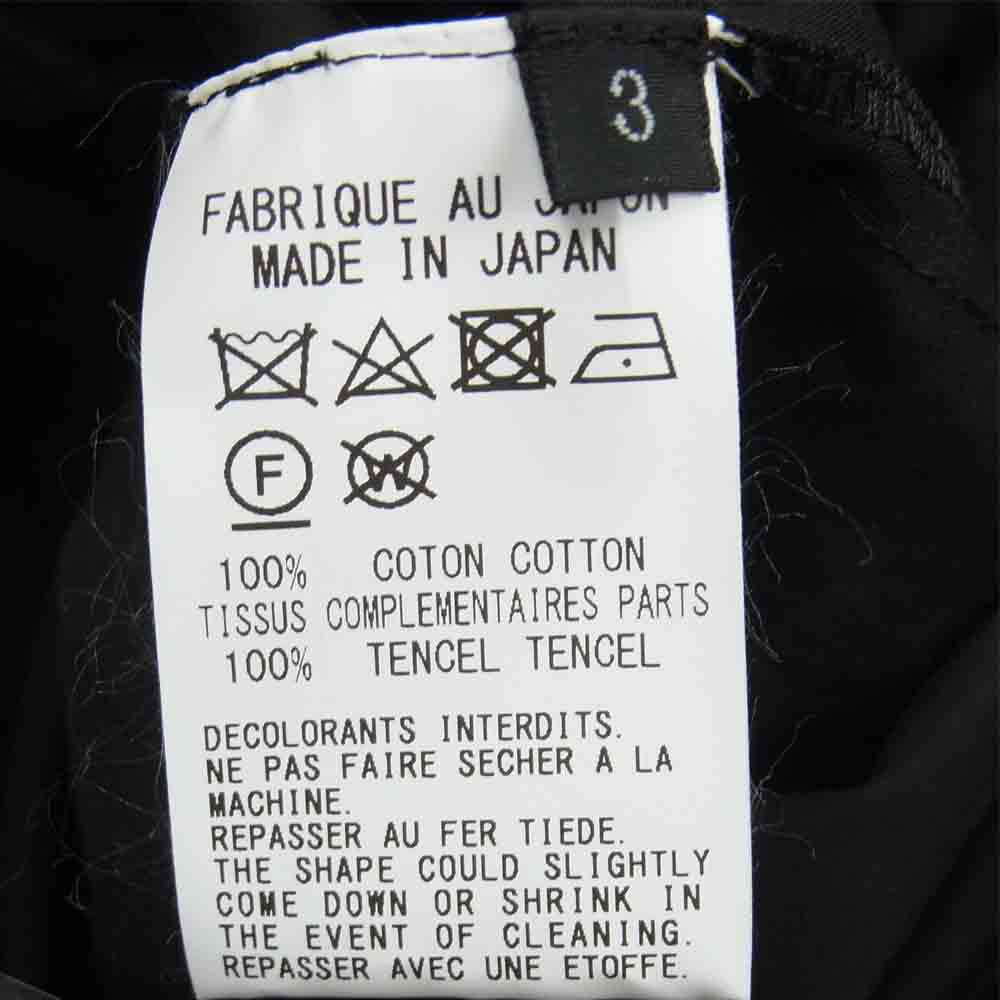 3
FABRIQUE AU JAPON
MADE IN JAPAN
F
W
100% COTON COTTON
TISSUS COMPLEMENTAIRES PARTS
100% TENCEL TENCEL
DECOLORANTS INTERDITS.
NE PAS FAIRE SECHER A LA
MACHINE.
REPASSER AU FER TIEDE.
THE SHAPE COULD SLIGHTLY
COME DOWN OR SHRINK IN
THE EVENT OF CLEANING.
REPASSER AVEC UNE ETOFFE.